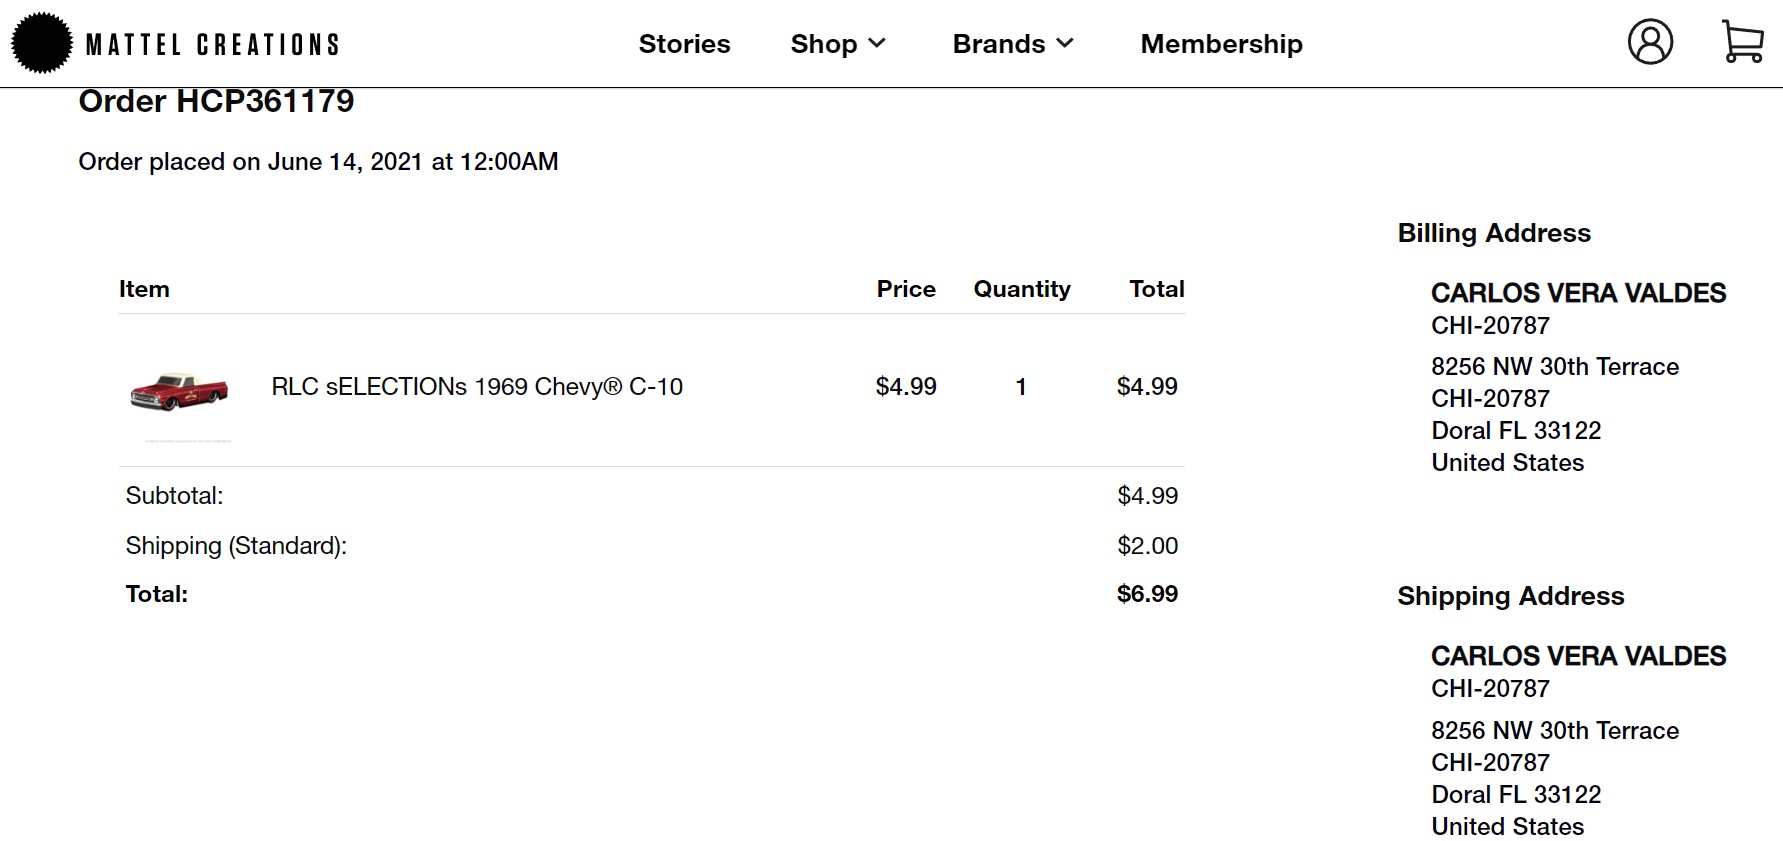 MATTEL CREATIONS
Stories Shop Brands Membership
Order HCP361179
Order placed on June 14, 2021 at 12:00AM
Item Price Quantity Total
RLC sELECTIONs 1969 Chevy® C-10 $4.99 1 $4.99
Subtotal: $4.99
Shipping (Standard): $2.00
Total: $6.99
Billing Address
CARLOS VERA VALDES
CHI-20787
8256 NW 30th Terrace
CHI-20787
Doral FL 33122
United States
Shipping Address
CARLOS VERA VALDES
CHI-20787
8256 NW 30th Terrace
CHI-20787
Doral FL 33122
United States